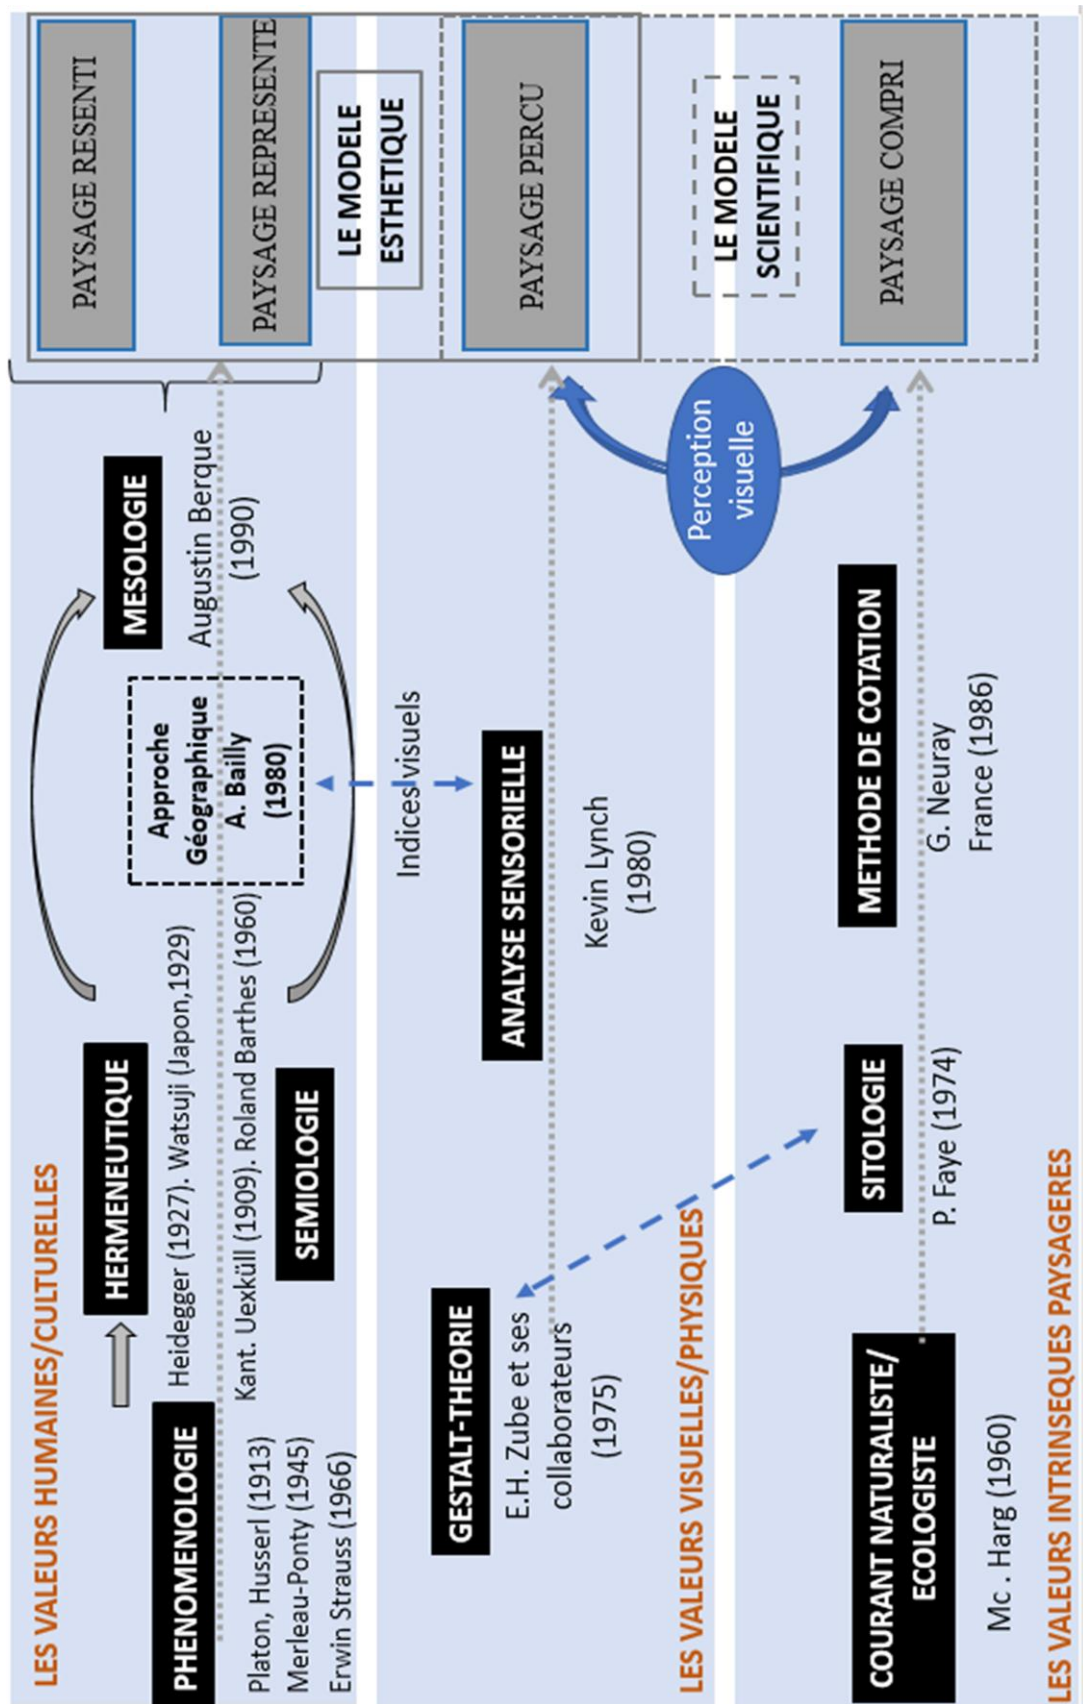 LES VALEURS HUMAINES/CULTURELLES
PHENOMENOLOGIE
Platon, Husserl (1913)
Merleau-Ponty (1945)
Erwin Strauss (1966)
HERMENEUTIQUE
Heidegger (1927). Watsuji (Japon,1929)
Kant. Uexküll (1909). Roland Barthes (1960)
SEMIOLOGIE
Approche
Géographique
A. Bailly
(1980)
MESOLOGIE
Augustin Berque
(1990)
PAYSAGE RESENTI
PAYSAGE REPRESENTE
LE MODELE
ESTHETIQUE
Indices visuels
GESTALT-THEORIE
E.H. Zube et ses
collaborateurs
(1975)
ANALYSE SENSORIELLE
Kevin Lynch
(1980)
PAYSAGE PERCU
LES VALEURS VISUELLES/PHYSIQUES
Perception
visuelle
LE MODELE
SCIENTIFIQUE
COURANT NATURALISTE/
ECOLOGISTE
Mc . Harg (1960)
SITOLOGIE
P. Faye (1974)
METHODE DE COTATION
G. Neuray
France (1986)
PAYSAGE COMPRI
LES VALEURS INTRINSEQUES PAYSAGERES